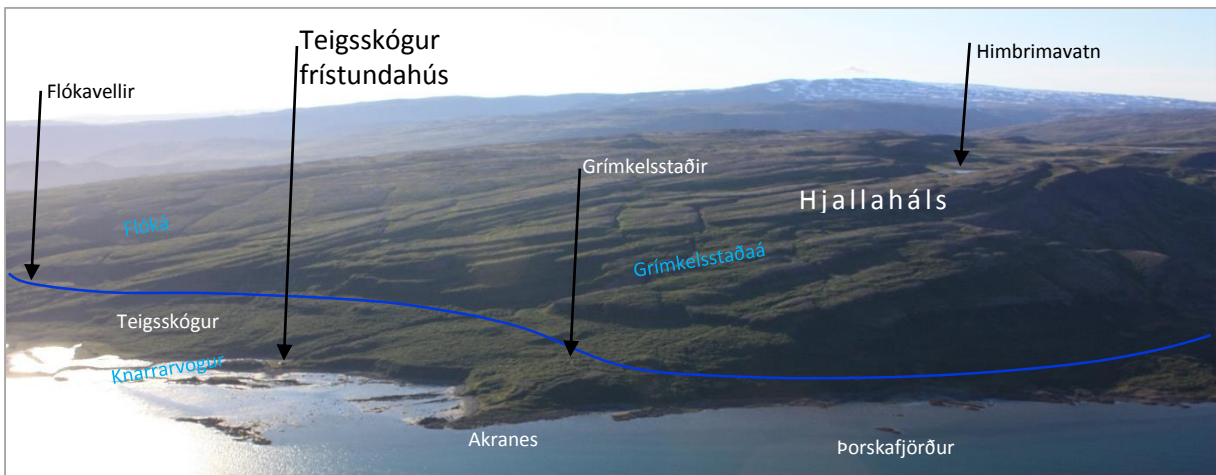 Teigsskógur
frístundahús
Himbrimavatn
Flókavellir
Grímkelsstaðir
Hjallaháls
Flóká
Grímkelsstaðaá
Teigsskógur
Knarrarvogur
Akranes
Þorskafjörður